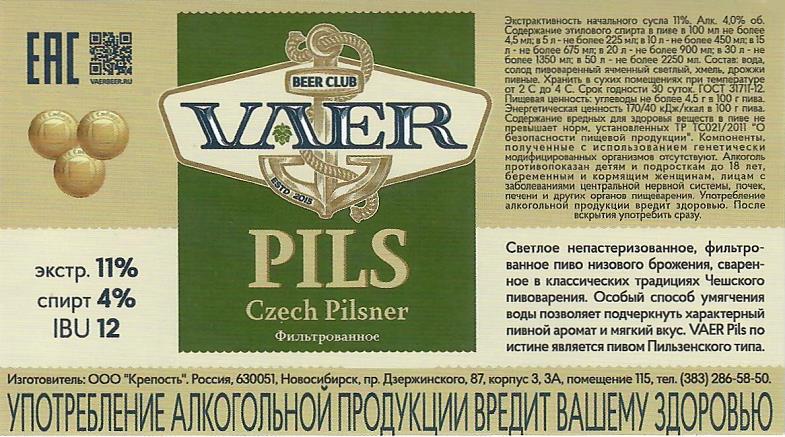 EAC
VAERBEER.RU
BEER CLUB
VAER
ESTD 2015
PILS
Czech Pilsner
Фильтрованное
экстр. 11%
спирт 4%
IBU 12
Экстрактивность начального сусла 11%. Алк. 4,0% об.
Содержание этилового спирта в пиве в 100 мл не более
4,5 мл; в 5 л - не более 225 мл; в 10 л - не более 450 мл; в 15
л - не более 675 мл; в 20 л - не более 900 мл; в 30 л - не
более 1350 мл; в 50 л - не более 2250 мл. Состав: вода,
солод пивоваренный ячменный светлый, хмель, дрожжи
пивные. Хранить в сухих помещениях при температуре
от 2 С до 4 С. Срок годности 30 суток. ГОСТ 31711-12.
Пищевая ценность: углеводы не более 4,5 г в 100 г пива.
Энергетическая ценность 170/40 кДж/ккал в 100 г пива.
Содержание вредных для здоровья веществ в пиве не
превышает норм, установленных ТР ТС021/2011 "О
безопасности пищевой продукции". Компоненты,
полученные с использованием генетически
модифицированных организмов отсутствуют. Алкоголь
противопоказан детям и подросткам до 18 лет,
беременным и кормящим женщинам, лицам с
заболеваниями центральной нервной системы, почек,
печени и других органов пищеварения. Употребление
алкогольной продукции вредит здоровью. После
вскрытия употребить сразу.
Светлое непастеризованное, фильтро-
ванное пиво низового брожения, сварен-
ное в классических традициях Чешского
пивоварения. Особый способ умягчения
воды позволяет подчеркнуть характерный
пивной аромат и мягкий вкус. VAER Pils по
истине является пивом Пильзенского типа.
Изготовитель: ООО "Крепость". Россия, 630051, Новосибирск, пр. Дзержинского, 87, корпус 3, 3А, помещение 115, тел. (383) 286-58-50.
УПОТРЕБЛЕНИЕ АЛКОГОЛЬНОЙ ПРОДУКЦИИ ВРЕДИТ ВАШЕМУ ЗДОРОВЬЮ